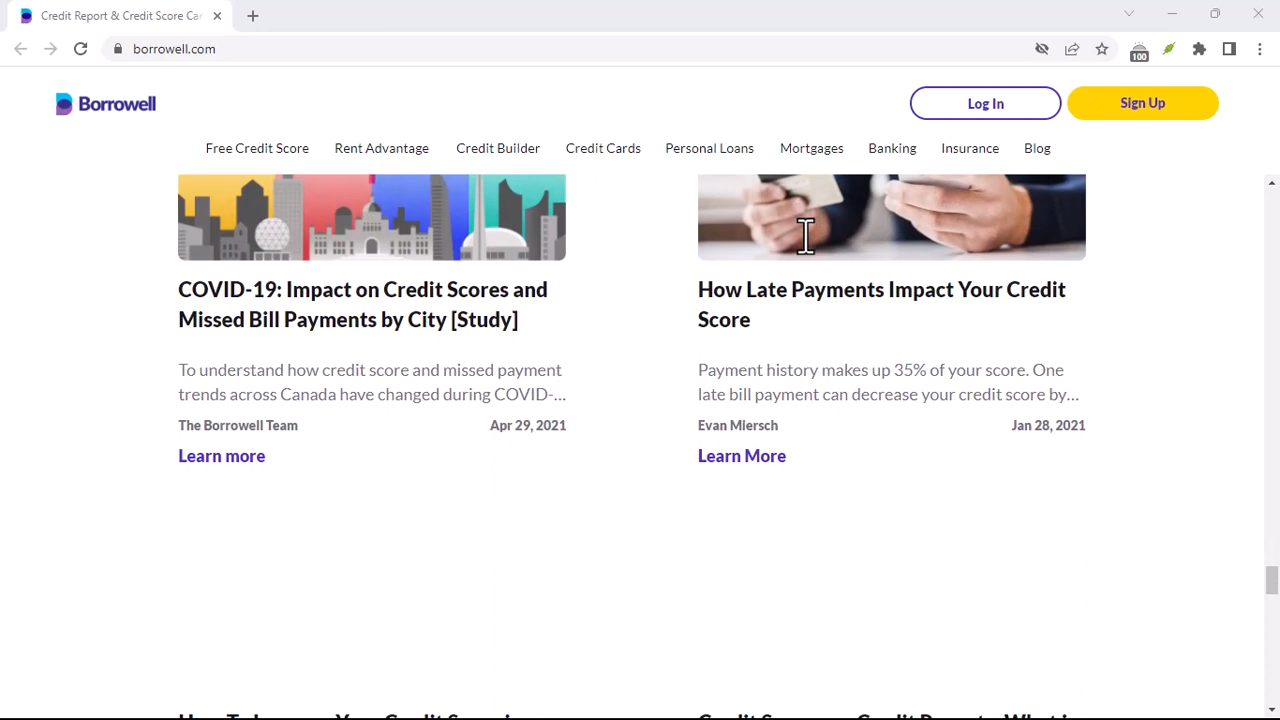 Credit Report & Credit Score Ca
borrowell.com
100
Borrowell
Log In
Sign Up
Free Credit Score
Rent Advantage
Credit Builder
Credit Cards
Personal Loans
Mortgages
Banking
Insurance
Blog
COVID-19: Impact on Credit Scores and
Missed Bill Payments by City [Study]
To understand how credit score and missed payment
trends across Canada have changed during COVID-...
The Borrowell Team
Apr 29, 2021
Learn more
How Late Payments Impact Your Credit
Score
Payment history makes up 35% of your score. One
late bill payment can decrease your credit score by...
Evan Miersch
Jan 28, 2021
Learn More